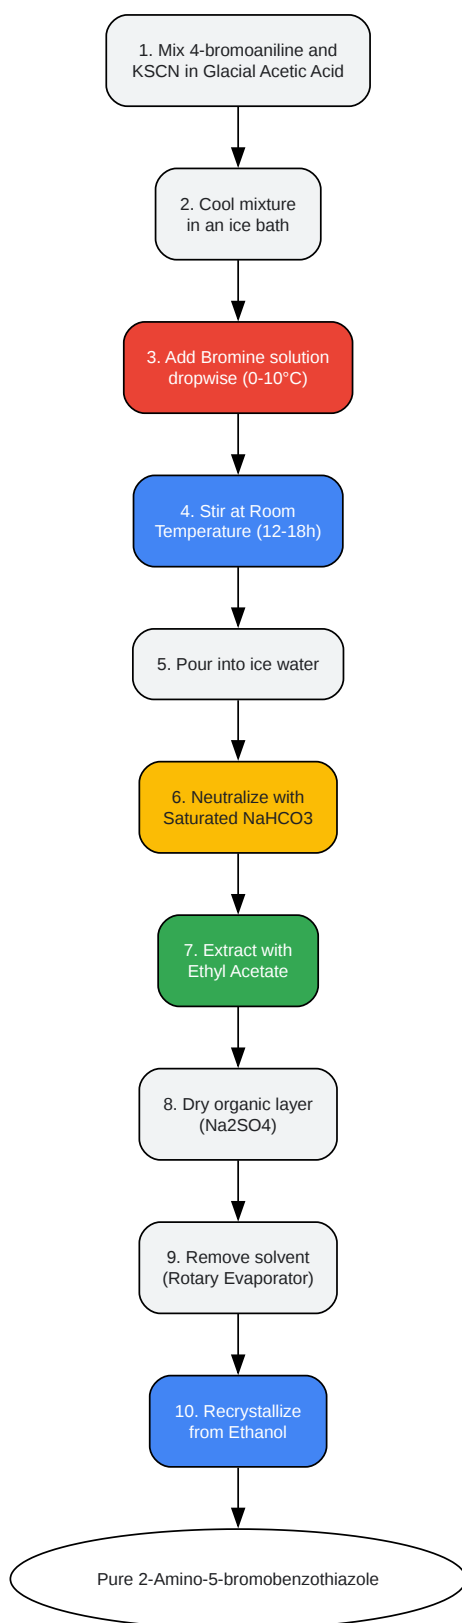 1. Mix 4-bromoaniline and
KSCN in Glacial Acetic Acid
2. Cool mixture
in an ice bath
3. Add Bromine solution
dropwise (0-10°C)
4. Stir at Room
Temperature (12-18h)
5. Pour into ice water
6. Neutralize with
Saturated NaHCO3
7. Extract with
Ethyl Acetate
8. Dry organic layer
(Na2SO4)
9. Remove solvent
(Rotary Evaporator)
10. Recrystallize
from Ethanol
Pure 2-Amino-5-bromobenzothiazole